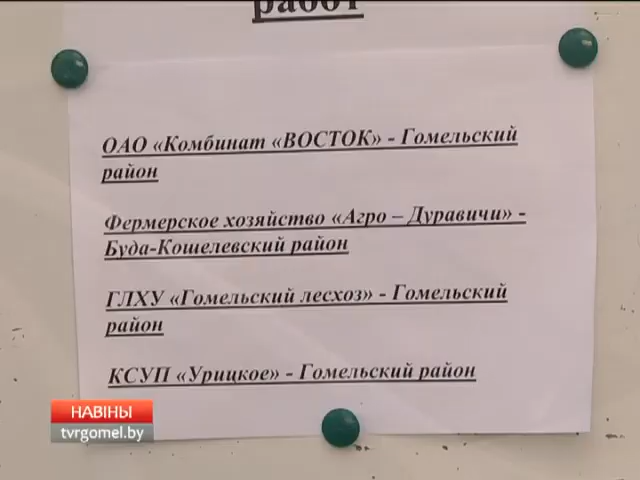 работ
ОАО «Комбинат «ВОСТОК» - Гомельский
район
Фермерское хозяйство «Агро – Дуравичи» -
Буда-Кошелевский район
ГЛХУ «Гомельский лесхоз» - Гомельский
район
КСУП «Урицкое» - Гомельский район
НАВІНЫ
tvrgomel.by